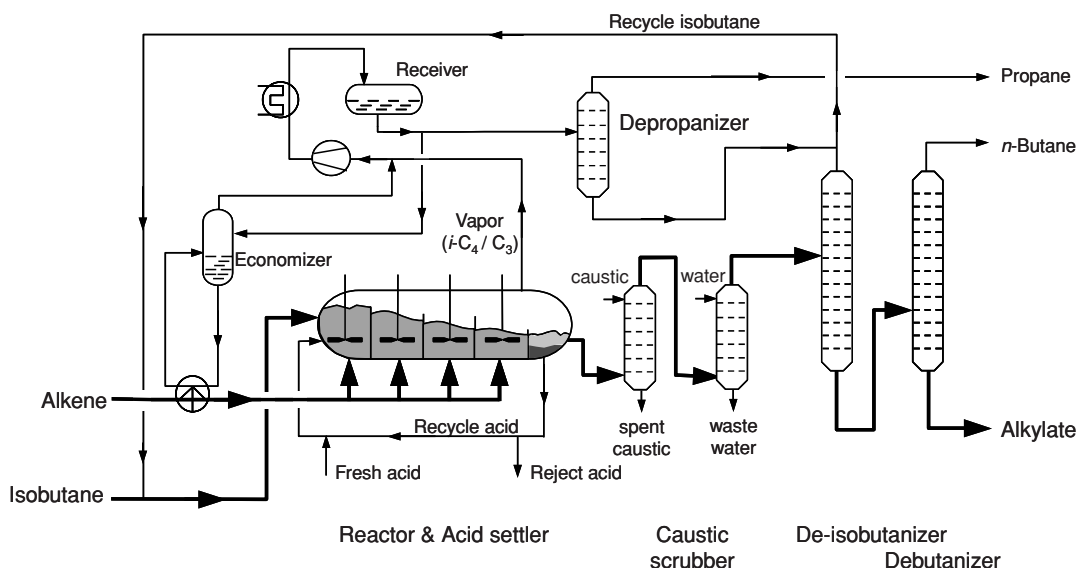 Recycle isobutane
Receiver
Propane
Depropanizer
n-Butane
Vapor
(i-C4 / C3)
Economizer
caustic
water
Alkene
Recycle acid
spent
caustic
waste
water
Alkylate
Fresh acid
Reject acid
Isobutane
Reactor & Acid settler
Caustic
scrubber
De-isobutanizer
Debutanizer